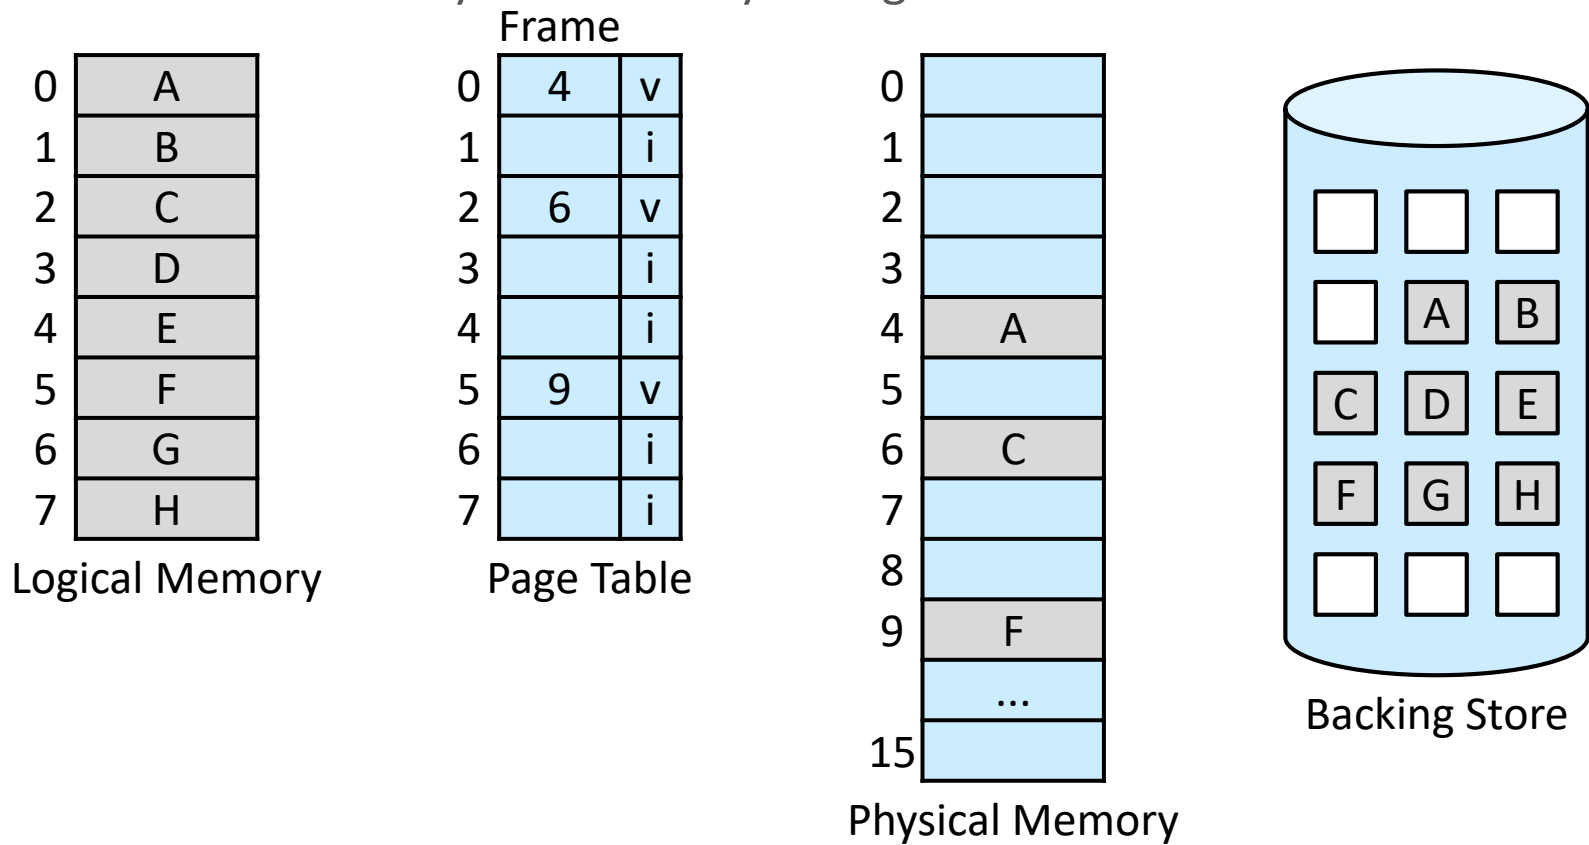 Frame
0 A
1 B
2 C
3 D
4 E
5 F
6 G
7 H
Logical Memory
0 4 v
1 i
2 6 v
3 i
4 i
5 9 v
6 i
7 i
Page Table
0
1
2
3
4 A
5
6 C
7
8
9 F
...
15
Physical Memory
A B
C D E
F G H
Backing Store